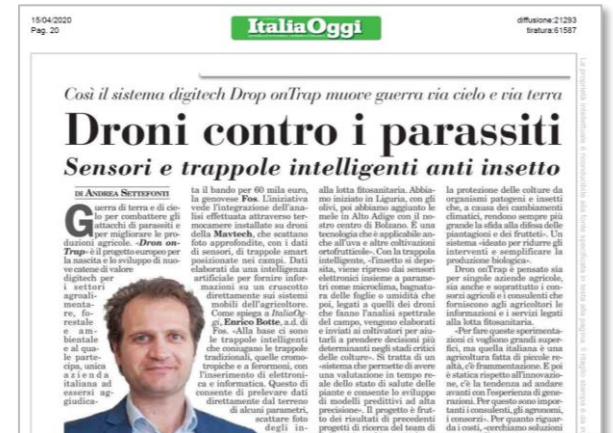 15/04/2020
Pag. 20
ItaliaOggi
diffusione:21293
tiratura:61587
Così il sistema digitech Drop onTrap muove guerra via cielo e via terra
Droni contro i parassiti
Sensori e trappole intelligenti anti insetto
DI ANDREA SETTEFONTI
Guerra di terra e di cie-
lo per combattere gli
attacchi di parassiti e
per migliorare le pro-
duzioni agricole. «Dron on-
Trap» è il progetto europeo per
la nascita e lo sviluppo di nuo-
ve catene di valore
digitech per
i settori
agroali-
menta-
re, fo-
restale
e am-
bientale
e al qua-
le parte-
cipa, unica
azienda
italiana ad
essersi ag-
giudica-
ta il bando per 60 mila euro,
la genovese Fos. L'iniziativa
vede l'integrazione dell'ana-
lisi effettuata attraverso ter-
mocamere installate su droni
della Mavtech, che scattano
foto approfondite, con i dati
di sensori, di trappole smart
posizionate nei campi. Dati
elaborati da una intelligenza
artificiale per fornire infor-
mazioni su un cruscotto
direttamente sui sistemi
mobili dell'agricoltore.
Come spiega a ItaliaOg-
gi, Enrico Botte, a.d. di
Fos. «Alla base ci sono
le trappole intelligenti
che coniugano le trappole
tradizionali, quelle cromo-
tropiche e a feromoni, con
l'inserimento di elettroni-
ca e informatica. Questo di
consente di prelevare dati
direttamente dal terreno
di alcuni parametri,
scattare foto
degli in-
alla lotta fitosanitaria. Abbia-
mo iniziato in Liguria, con gli
olivi, poi abbiamo aggiunto le
mele in Alto Adige con il no-
stro centro di Bolzano. È una
tecnologia che è applicabile an-
che all'uva e altre coltivazioni
ortofrutticole». Con la trappola
intelligente, «l'insetto si depo-
sita, viene ripreso dai sensori
elettronici insieme a parame-
tri come microclima, bagnatu-
ra delle foglie o umidità che
poi, legati a quelli dei droni
che fanno l'analisi spettrale
del campo, vengono elaborati
e inviati ai coltivatori per aiu-
tarli a prendere decisioni più
determinanti negli stadi critici
delle colture». Si tratta di un
«sistema che permette di avere
una valutazione in tempo re-
ale dello stato di salute delle
piante e consente lo sviluppo
di modelli predittivi ad alta
precisione». Il progetto è frut-
to dei risultati di precedenti
progetti di ricerca del team di
la protezione delle colture da
organismi patogeni e insetti
che, a causa dei cambiamenti
climatici, rendono sempre più
grande la sfida alla difesa delle
piantagioni e dei frutteti». Un
sistema «ideato per ridurre gli
interventi e semplificare la
produzione biologica».
Dron onTrap è pensato sia
per singole aziende agricole,
sia anche e soprattutto i con-
sorzi agricoli e i consulenti che
forniscono agli agricoltori le
informazioni e i servizi legati
alla lotta fitosanitaria.
«Per fare queste sperimenta-
zioni ci vogliono grandi super-
fici, ma quella italiana è una
agricoltura fatta di piccole re-
altà, c'è frammentazione. E poi
c'è stata rispetto all'innovazio-
ne, c'è la tendenza ad andare
avanti con l'esperienza di gene-
razioni. Per questo sono impor-
tanti i consulenti, gli agronomi,
i consorzi». Per quanto riguar-
da i costi, «cerchiamo soluzioni